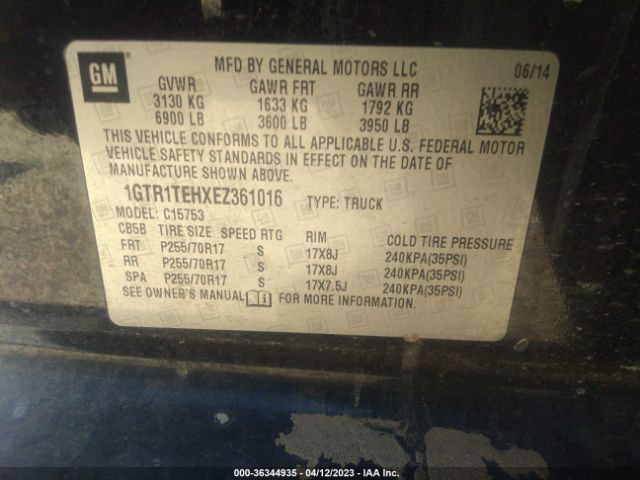 GM
MFD BY GENERAL MOTORS LLC 06/14
GVWR GAWR FRT GAWR RR
3130 KG 1633 KG 1792 KG
6900 LB 3600 LB 3950 LB
THIS VEHICLE CONFORMS TO ALL APPLICABLE U.S. FEDERAL MOTOR
VEHICLE SAFETY STANDARDS IN EFFECT ON THE DATE OF
MANUFACTURE SHOWN ABOVE.
1GTR1TEHXEZ361016 TYPE: TRUCK
MODEL: C15753
CB5B TIRE SIZE SPEED RTG RIM COLD TIRE PRESSURE
FRT P255/70R17 S 17X8J 240KPA(35PSI)
RR P255/70R17 S 17X8J 240KPA(35PSI)
SPA P255/70R17 S 17X7.5J 240KPA(35PSI)
SEE OWNER'S MANUAL FOR MORE INFORMATION.
000-36344935 - 04/12/2023 - IAA Inc.